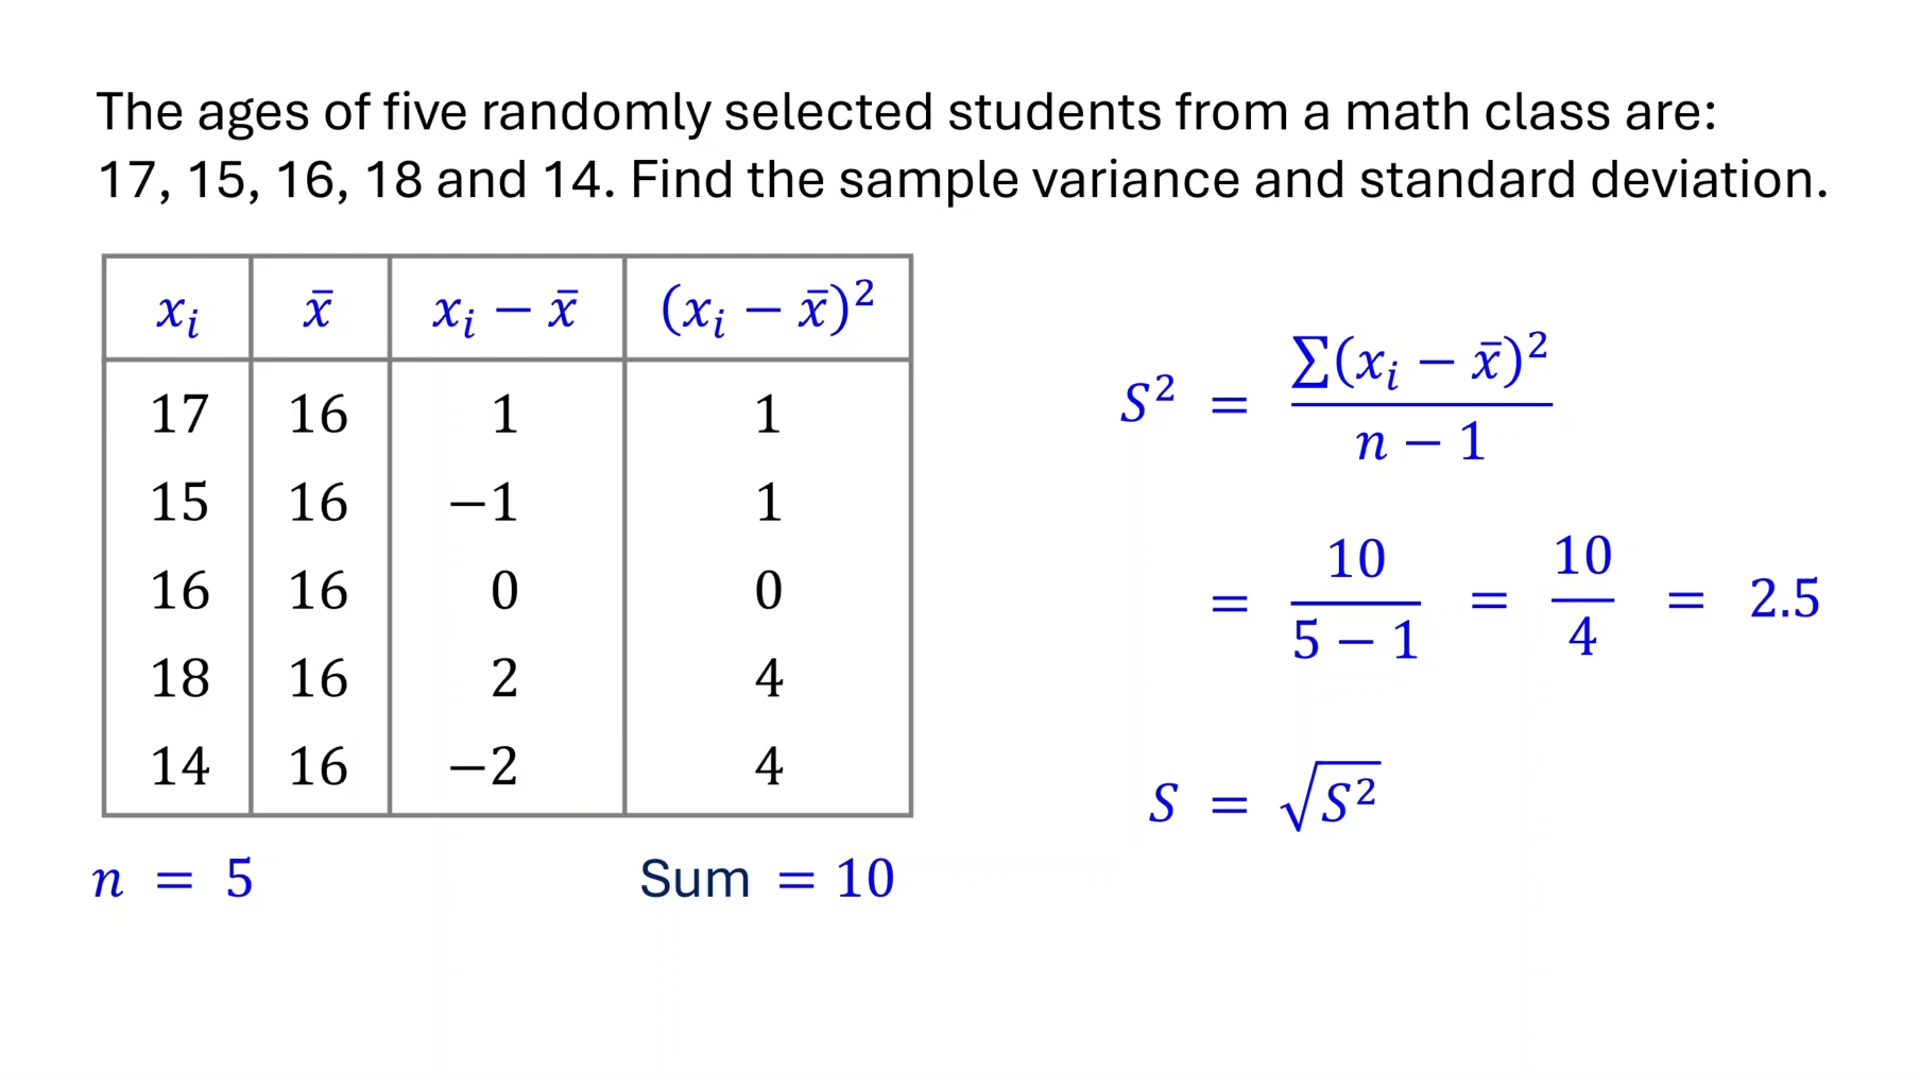 The ages of five randomly selected students from a math class are:
17, 15, 16, 18 and 14. Find the sample variance and standard deviation.
xᵢ x̄ xᵢ − x̄ (xᵢ − x̄)²
17 16 1 1
15 16 −1 1
16 16 0 0
18 16 2 4
14 16 −2 4
n = 5 Sum = 10
S² = ∑(xᵢ − x̄)² / n − 1
= 10 / 5 − 1 = 10 / 4 = 2.5
S = √S²